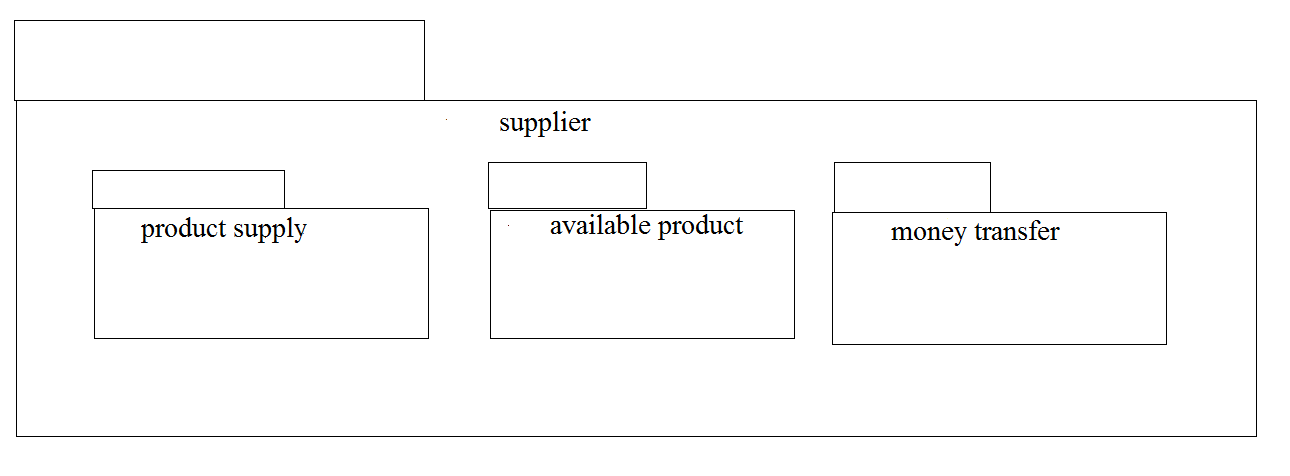 supplier
product supply
available product
money transfer